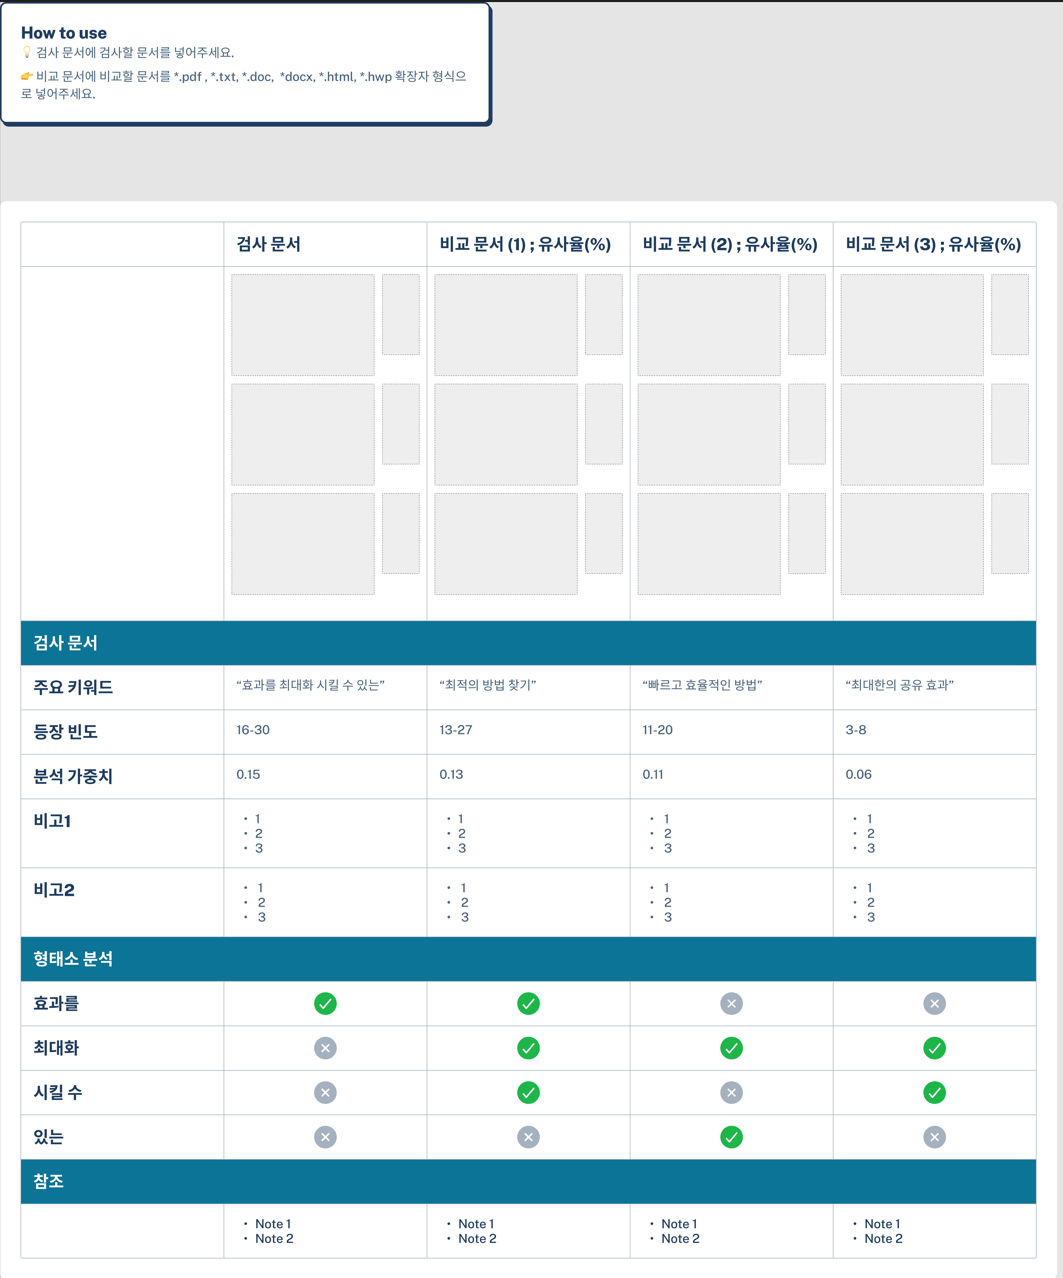 How to use
💡 검사 문서에 검사할 문서를 넣어주세요.
👉 비교 문서에 비교할 문서를 *.pdf , *.txt, *.doc, *docx, *.html, *.hwp 확장자 형식으
로 넣어주세요.
검사 문서 비교 문서 (1) ; 유사율(%) 비교 문서 (2) ; 유사율(%) 비교 문서 (3) ; 유사율(%)
검사 문서
주요 키워드 “효과를 최대화 시킬 수 있는” “최적의 방법 찾기” “빠르고 효율적인 방법” “최대한의 공유 효과”
등장 빈도 16-30 13-27 11-20 3-8
분석 가중치 0.15 0.13 0.11 0.06
비고1 • 1 • 1 • 1 • 1
• 2 • 2 • 2 • 2
• 3 • 3 • 3 • 3
비고2 • 1 • 1 • 1 • 1
• 2 • 2 • 2 • 2
• 3 • 3 • 3 • 3
형태소 분석
효과를
최대화
시킬 수
있는
참조
• Note 1 • Note 1 • Note 1 • Note 1
• Note 2 • Note 2 • Note 2 • Note 2